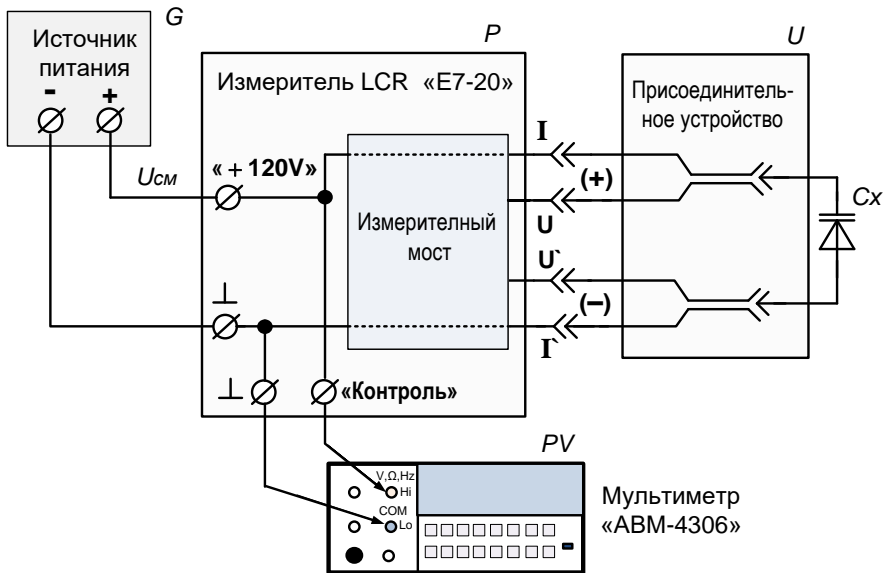 G
Источник
питания
- +
Uсм
P
Измеритель LCR «Е7-20»
« + 120V»
Измерителный
мост
I
(+)
U
U`
(−)
I`
⊥
⊥
«Контроль»
U
Присоединитель-
ное устройство
Cx
PV
V,Ω,Hz
Hi
COM
Lo
Мультиметр
«АВМ-4306»